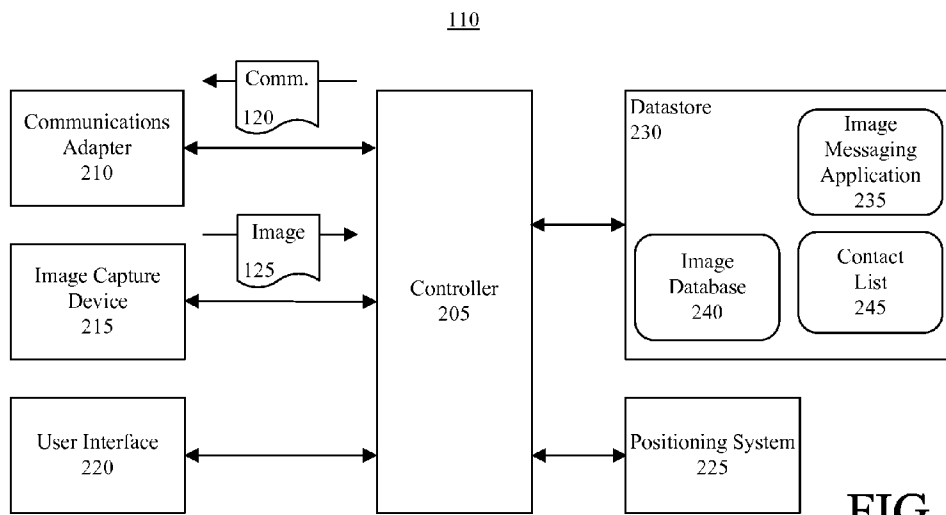 110
Comm.
120
Communications
Adapter
210
Image
125
Image Capture
Device
215
User Interface
220
Controller
205
Datastore
230
Image
Messaging
Application
235
Image
Database
240
Contact
List
245
Positioning System
225
FIG